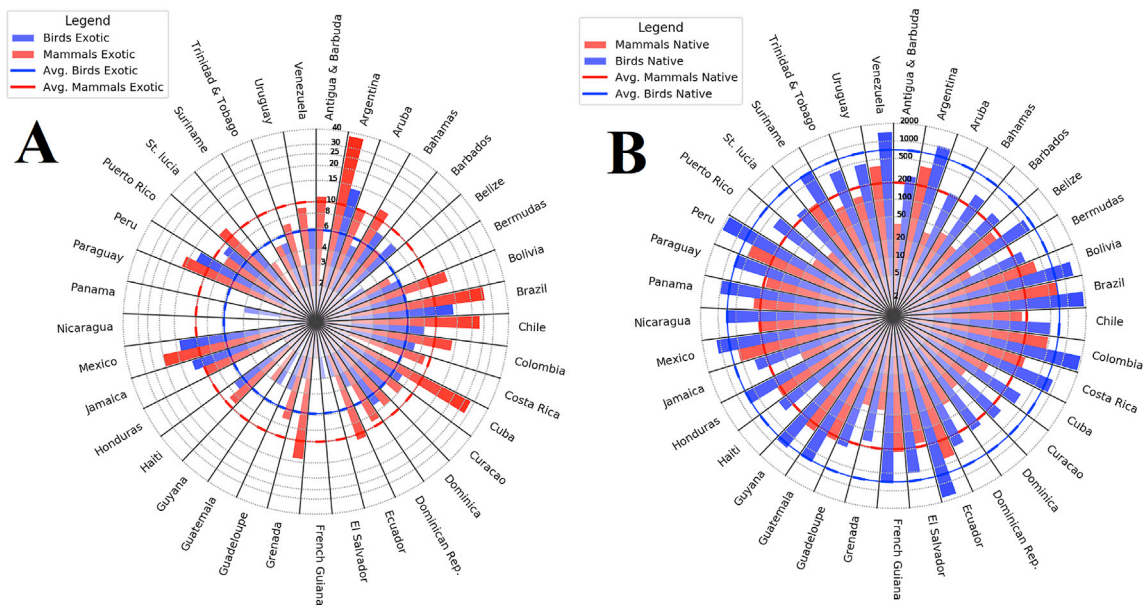 Legend
Birds Exotic
Mammals Exotic
Avg. Birds Exotic
Avg. Mammals Exotic
A
Antigua & Barbuda
Argentina
Aruba
Bahamas
Barbados
Belize
Bermudas
Bolivia
Brazil
Chile
Colombia
Costa Rica
Cuba
Curacao
Dominica
Dominican Rep.
Ecuador
El Salvador
French Guiana
Grenada
Guadeloupe
Guatemala
Guyana
Haiti
Honduras
Jamaica
Mexico
Nicaragua
Panama
Paraguay
Peru
Puerto Rico
St. lucia
Suriname
Trinidad & Tobago
Uruguay
Venezuela
40
30
25
20
15
10
8
6
4
3
2
Legend
Mammals Native
Birds Native
Avg. Mammals Native
Avg. Birds Native
B
Antigua & Barbuda
Argentina
Aruba
Bahamas
Barbados
Belize
Bermudas
Bolivia
Brazil
Chile
Colombia
Costa Rica
Cuba
Curacao
Dominica
Dominican Rep.
Ecuador
El Salvador
French Guiana
Grenada
Guadeloupe
Guatemala
Guyana
Haiti
Honduras
Jamaica
Mexico
Nicaragua
Panama
Paraguay
Peru
Puerto Rico
St. lucia
Suriname
Trinidad & Tobago
Uruguay
Venezuela
2000
1000
500
200
100
50
20
10
5
2